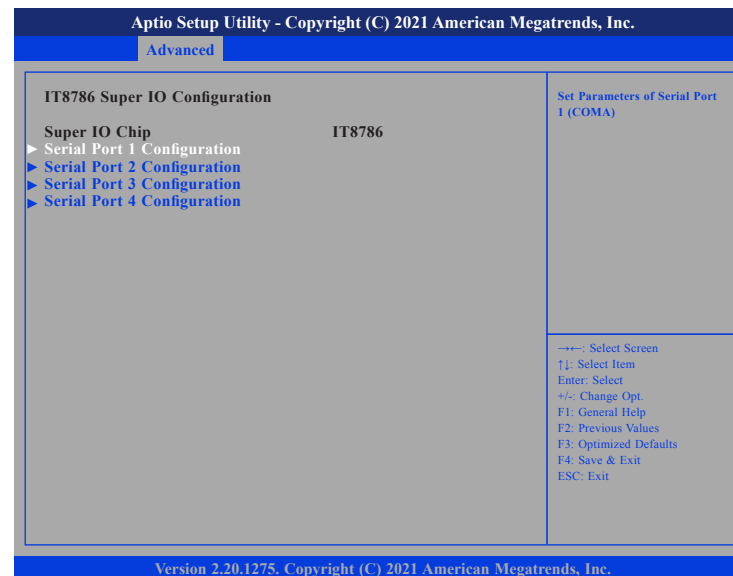 Aptio Setup Utility - Copyright (C) 2021 American Megatrends, Inc.
Advanced
IT8786 Super IO Configuration
Super IO Chip IT8786
► Serial Port 1 Configuration
► Serial Port 2 Configuration
► Serial Port 3 Configuration
► Serial Port 4 Configuration
Set Parameters of Serial Port
1 (COMA)
→←: Select Screen
↑↓: Select Item
Enter: Select
+/-: Change Opt.
F1: General Help
F2: Previous Values
F3: Optimized Defaults
F4: Save & Exit
ESC: Exit
Version 2.20.1275. Copyright (C) 2021 American Megatrends, Inc.